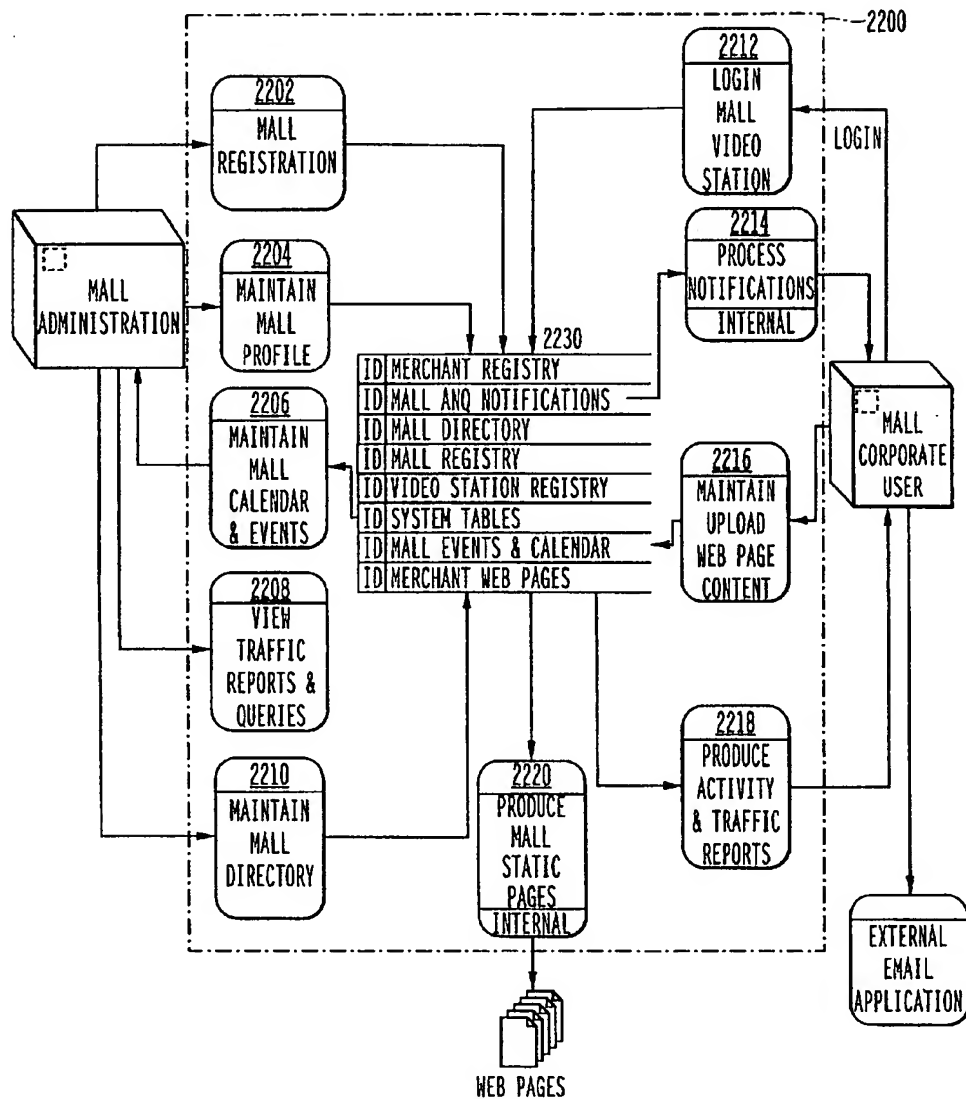 2200
2202
MALL
REGISTRATION
2212
LOGIN
MALL
VIDEO
STATION
LOGIN
MALL
ADMINISTRATION
2204
MAINTAIN
MALL
PROFILE
2214
PROCESS
NOTIFICATIONS
INTERNAL
2230
ID MERCHANT REGISTRY
ID MALL ANQ NOTIFICATIONS
ID MALL DIRECTORY
ID MALL REGISTRY
ID VIDEO STATION REGISTRY
ID SYSTEM TABLES
ID MALL EVENTS & CALENDAR
ID MERCHANT WEB PAGES
2206
MAINTAIN
MALL
CALENDAR
& EVENTS
MALL
CORPORATE
USER
2216
MAINTAIN
UPLOAD
WEB PAGE
CONTENT
2208
VIEW
TRAFFIC
REPORTS &
QUERIES
2210
MAINTAIN
MALL
DIRECTORY
2220
PRODUCE
MALL
STATIC
PAGES
INTERNAL
2218
PRODUCE
ACTIVITY
& TRAFFIC
REPORTS
EXTERNAL
EMAIL
APPLICATION
WEB PAGES